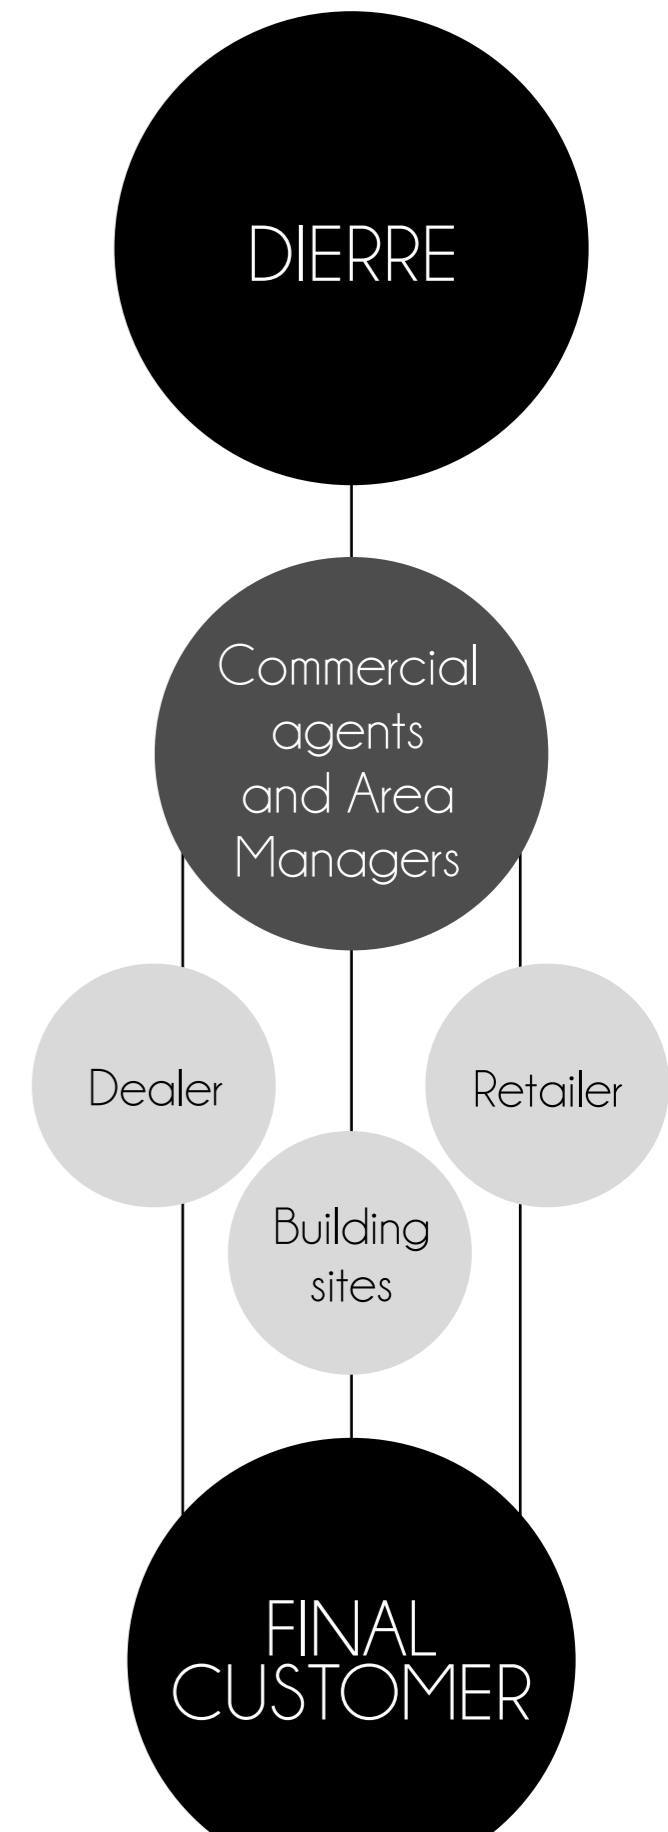 DIERRE
Commercial
agents
and Area
Managers
Dealer
Retailer
Building
sites
FINAL
CUSTOMER